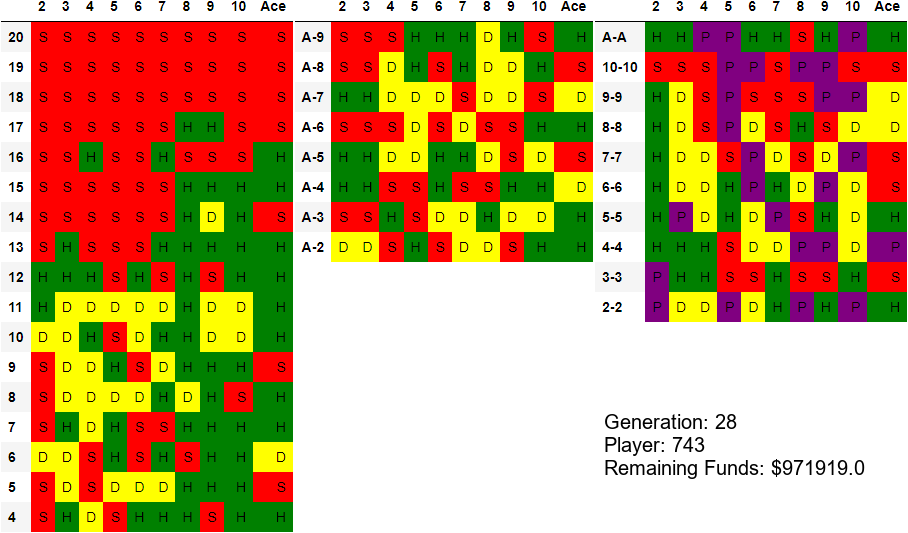 2 3 4 5 6 7 8 9 10 Ace
20 S S S S S S S S S S
19 S S S S S S S S S S
18 S S S S S S S S S S
17 S S S S S S H H S S
16 S S H S S H S S S H
15 S S S S S S H H H H
14 S S S S S S H D H S
13 S H S S S H H H H H
12 H H H S H S H S H H
11 H D D D D D H D D H
10 D D H S D H H D D H
9 S D D H S D H H H S
8 S D D D D H D H S H
7 S H D H S S H H H H
6 D D S H S H S H H D
5 S D S D D D H H H S
4 S H D S H H H S H H
2 3 4 5 6 7 8 9 10 Ace
A-9 S S S H H H D H S H
A-8 S S D H S H D D H S
A-7 H H D D D S D D S D
A-6 S S S D S D S S H H
A-5 H H D D H H D S D S
A-4 H H S S H S S H H D
A-3 S S H S D D H D D H
A-2 D D S H S D D S H H
2 3 4 5 6 7 8 9 10 Ace
A-A H H P P H H S H P H
10-10 S S S P P S P P S S
9-9 H D S P S S S P P D
8-8 H D S P D S H S D D
7-7 H D D S P D S D P S
6-6 H D D H P H D P D S
5-5 H P D H D P S H D H
4-4 H H H S D D P P D P
3-3 P H H S S H S S H S
2-2 P D D P D H P H P H
Generation: 28
Player: 743
Remaining Funds: $971919.0